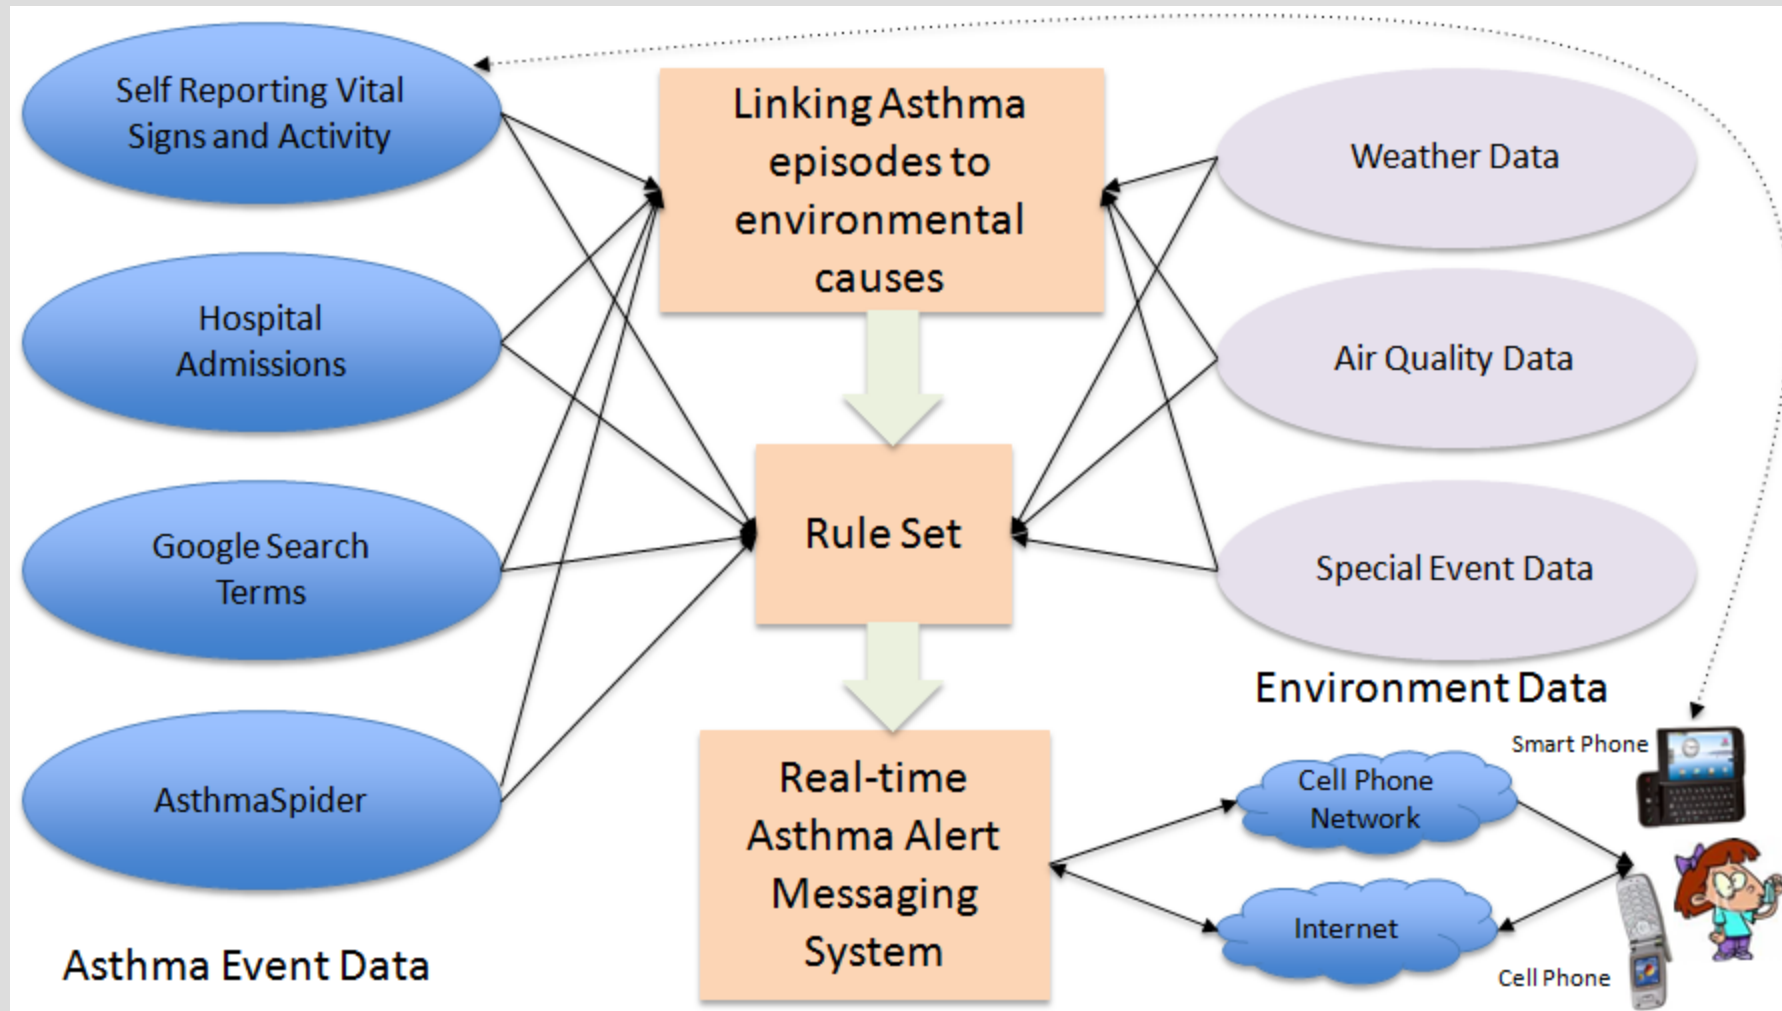 Self Reporting Vital
Signs and Activity
Hospital
Admissions
Google Search
Terms
AsthmaSpider
Asthma Event Data
Linking Asthma
episodes to
environmental
causes
Rule Set
Real-time
Asthma Alert
Messaging
System
Weather Data
Air Quality Data
Special Event Data
Environment Data
Smart Phone
Cell Phone
Network
Internet
Cell Phone